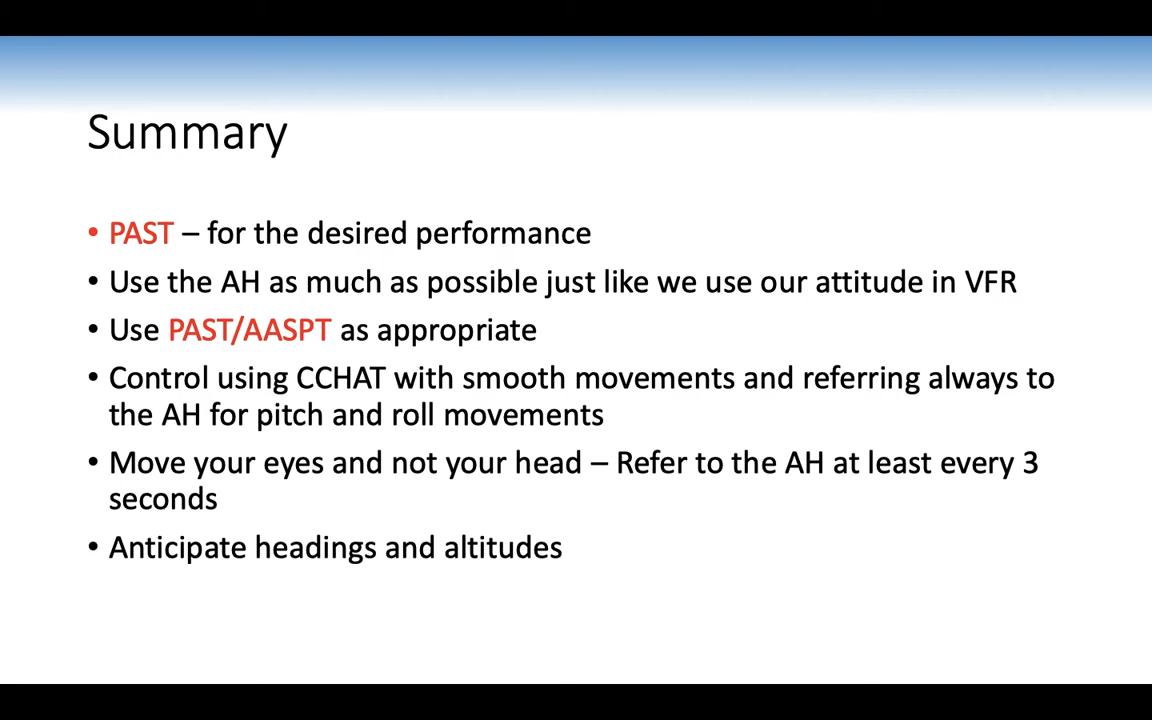 Summary
• PAST – for the desired performance
• Use the AH as much as possible just like we use our attitude in VFR
• Use PAST/AASPT as appropriate
• Control using CCHAT with smooth movements and referring always to
the AH for pitch and roll movements
• Move your eyes and not your head – Refer to the AH at least every 3
seconds
• Anticipate headings and altitudes